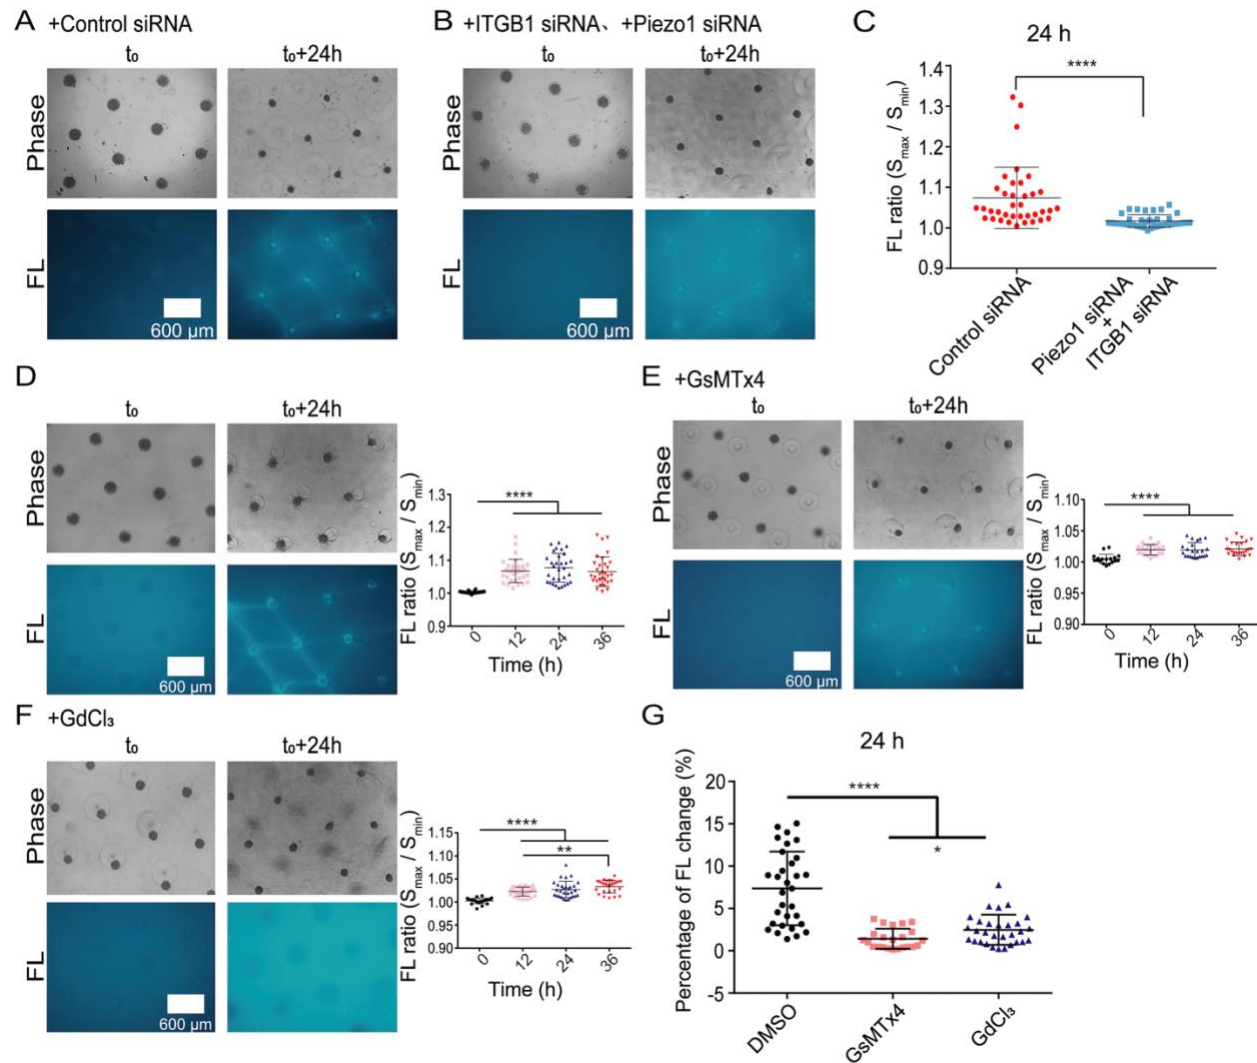 A +Control siRNA
t₀ t₀+24h
Phase
FL
600 μm
B +ITGB1 siRNA、+Piezo1 siRNA
t₀ t₀+24h
Phase
FL
600 μm
C
24 h
****
FL ratio (Smax / Smin)
1.4
1.3
1.2
1.1
1.0
0.9
Control siRNA
Piezo1 siRNA
+
ITGB1 siRNA
D
t₀ t₀+24h
Phase
FL
600 μm
FL ratio (Smax / Smin)
1.3
1.2
1.1
1.0
0.9
****
0 12 24 36
Time (h)
E +GsMTx4
t₀ t₀+24h
Phase
FL
600 μm
FL ratio (Smax / Smin)
1.10
1.05
1.00
0.95
0.90
****
0 12 24 36
Time (h)
F +GdCl₃
t₀ t₀+24h
Phase
FL
600 μm
FL ratio (Smax / Smin)
1.15
1.10
1.05
1.00
0.95
0.90
****
**
0 12 24 36
Time (h)
G
24 h
Percentage of FL change (%)
20
15
10
5
0
-5
****
*
DMSO
GsMTx4
GdCl₃